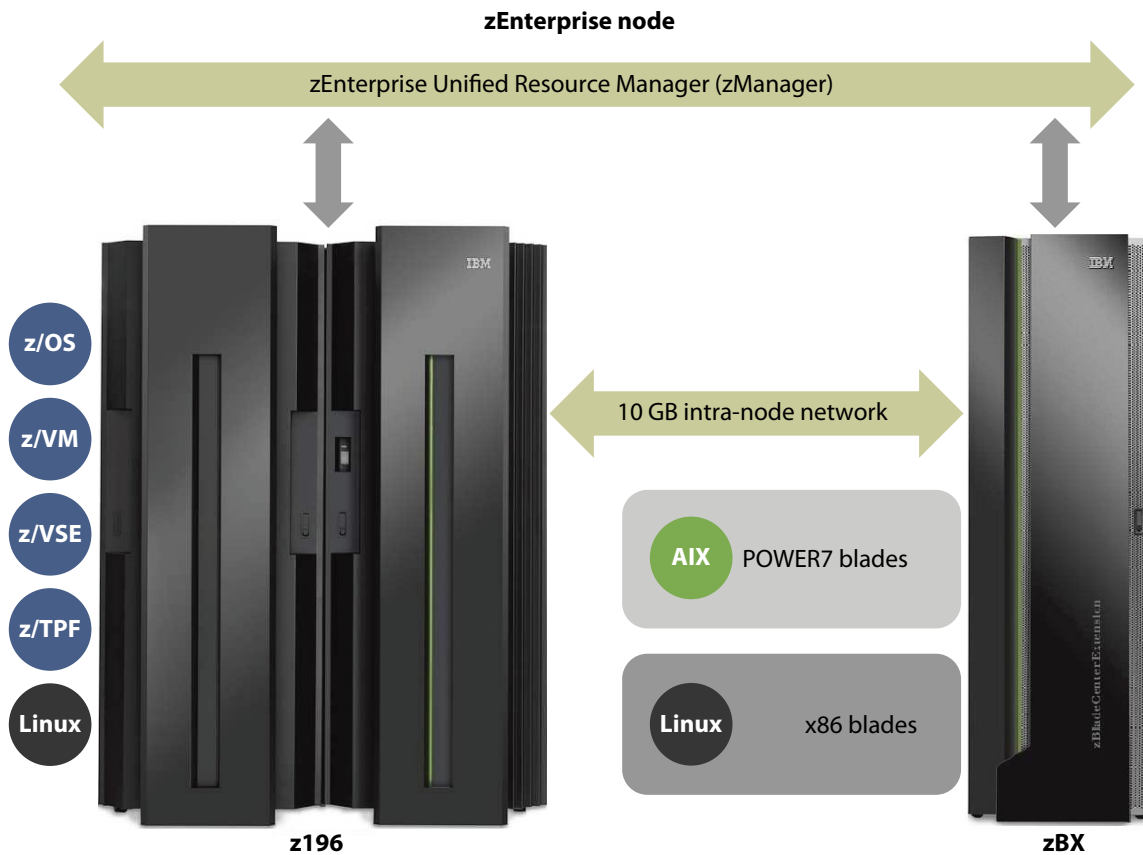 zEnterprise node
zEnterprise Unified Resource Manager (zManager)
IBM
IBM
z/OS
z/VM
z/VSE
z/TPF
Linux
10 GB intra-node network
AIX
POWER7 blades
Linux
x86 blades
zBladeCenterExtension
z196
zBX